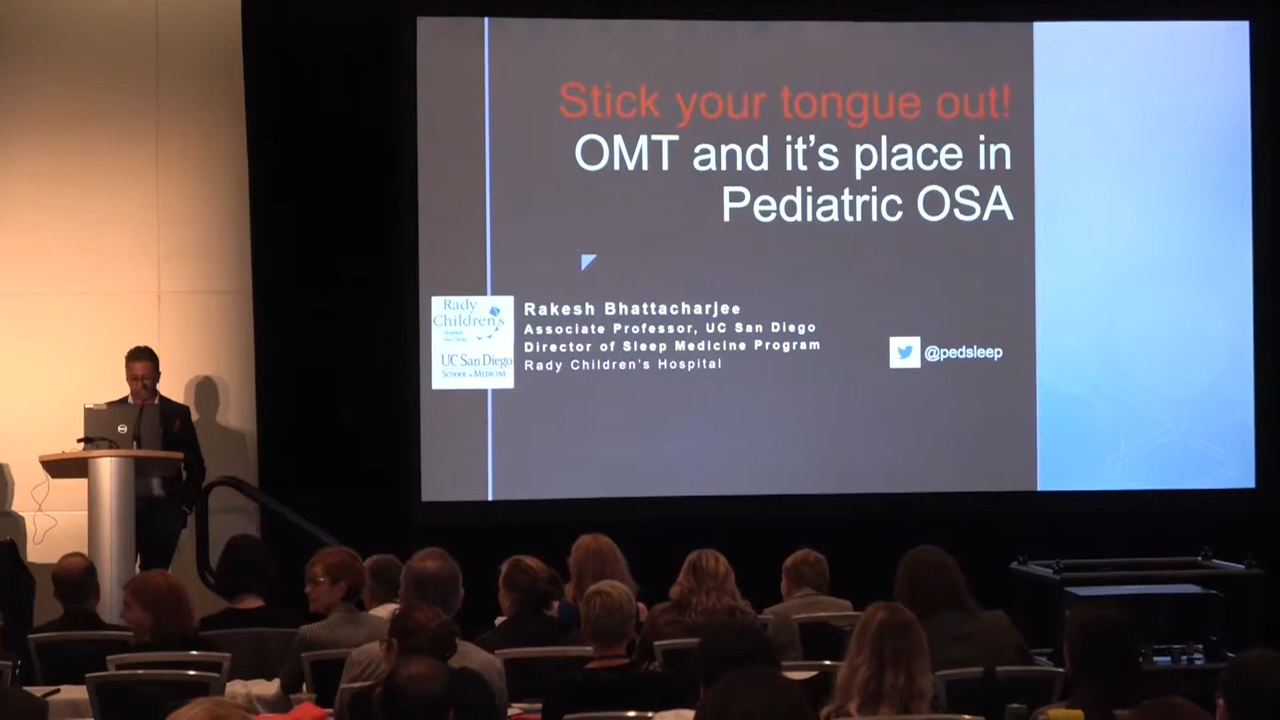 Stick your tongue out!
OMT and it's place in
Pediatric OSA
Rady
Children's
Rakesh Bhattacharjee
Associate Professor, UC San Diego
Director of Sleep Medicine Program
Rady Children's Hospital
UC San Diego
SCHOOL OF MEDICINE
@pedsleep